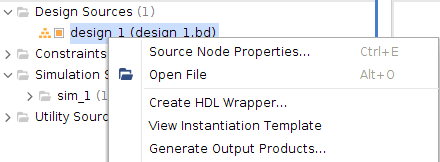 Design Sources (1)
design_1 (design_1.bd)
Constraints
Simulation S
sim_1 (1
Utility Sourc
Source Node Properties... Ctrl+E
Open File Alt+O
Create HDL Wrapper...
View Instantiation Template
Generate Output Products...